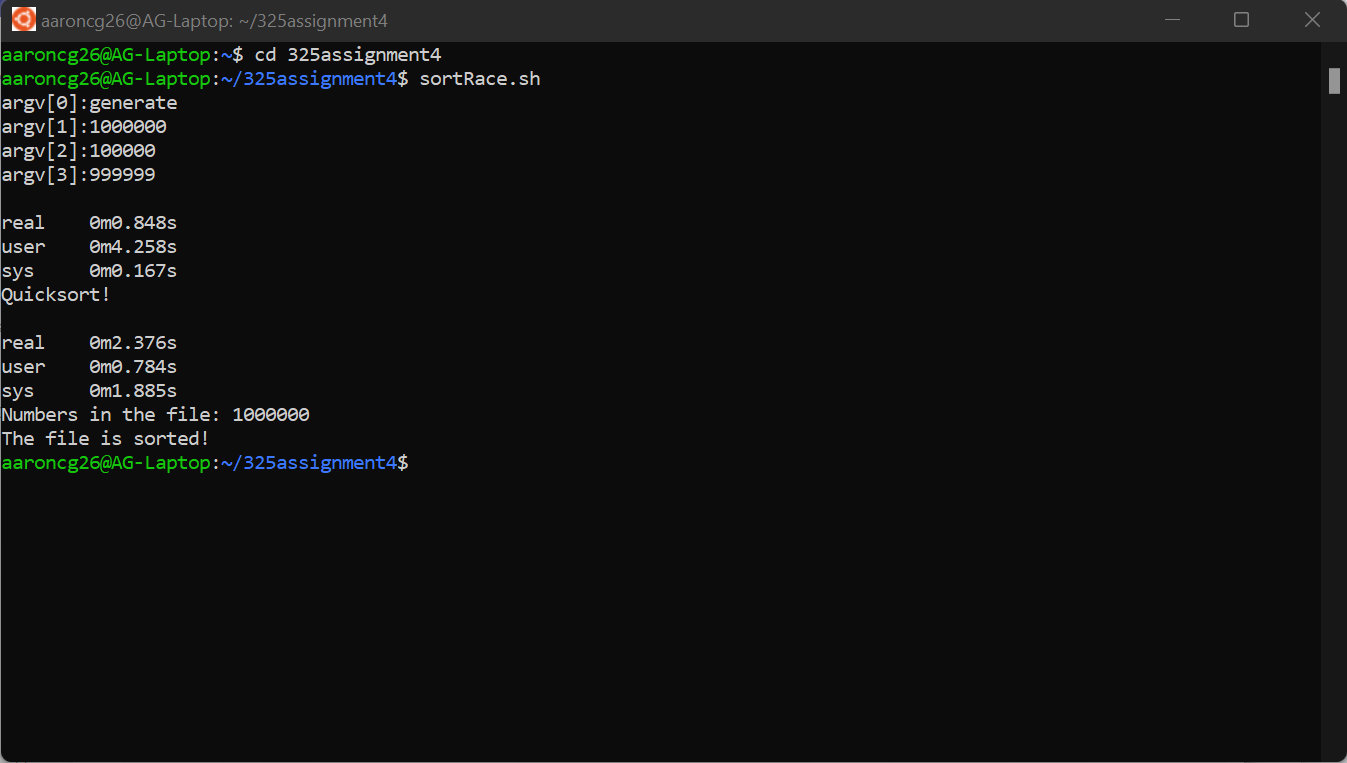 aaroncg26@AG-Laptop: ~/325assignment4
aaroncg26@AG-Laptop:~$ cd 325assignment4
aaroncg26@AG-Laptop:~/325assignment4$ sortRace.sh
argv[0]:generate
argv[1]:1000000
argv[2]:100000
argv[3]:999999
real    0m0.848s
user    0m4.258s
sys     0m0.167s
Quicksort!
real    0m2.376s
user    0m0.784s
sys     0m1.885s
Numbers in the file: 1000000
The file is sorted!
aaroncg26@AG-Laptop:~/325assignment4$